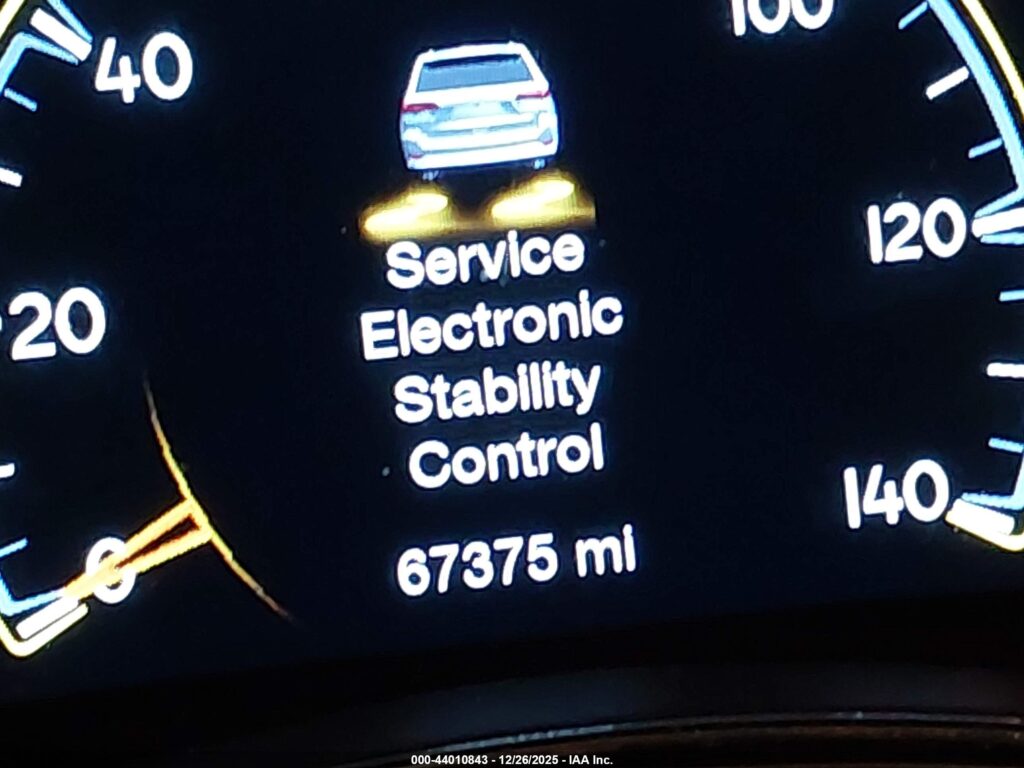 100
40
120
20
Service
Electronic
Stability
Control
140
0
67375 mi
000-44010843 - 12/26/2025 - IAA Inc.